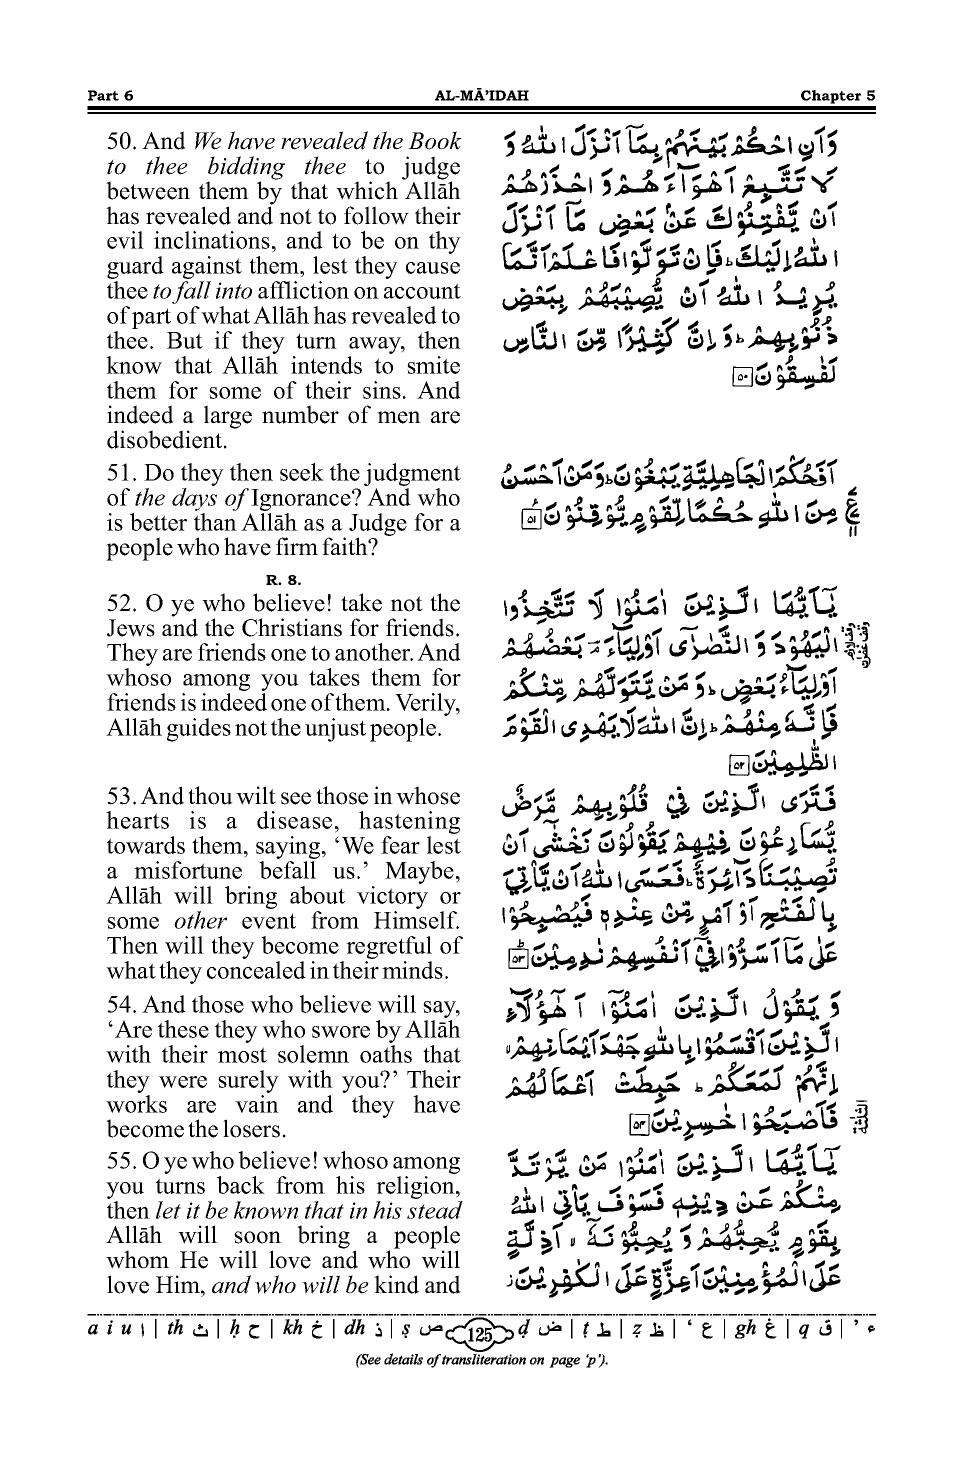 Part 6 AL-MĀ’IDAH Chapter 5
50. And We have revealed the Book
to thee bidding thee to judge
between them by that which Allāh
has revealed and not to follow their
evil inclinations, and to be on thy
guard against them, lest they cause
thee to fall into affliction on account
of part of what Allāh has revealed to
thee. But if they turn away, then
know that Allāh intends to smite
them for some of their sins. And
indeed a large number of men are
disobedient.
وَاَنِ احْكُمْ بَيْنَهُمْ بِمَآ اَنْزَلَ اللّٰهُ وَ
لَا تَتَّبِعْ اَهْوَآءَهُمْ وَ احْذَرْهُمْ
اَنْ يَّفْتِنُوْكَ عَنْۢ بَعْضِ مَآ اَنْزَلَ
اللّٰهُ اِلَيْكَ ؕ فَاِنْ تَوَلَّوْا فَاعْلَمْ اَنَّمَا
يُرِيْدُ اللّٰهُ اَنْ يُّصِيْبَهُمْ بِبَعْضِ
ذُنُوْبِهِمْ ؕ وَ اِنَّ كَثِيْرًا مِّنَ النَّاسِ
لَفٰسِقُوْنَ ۵۰
51. Do they then seek the judgment
of the days of Ignorance? And who
is better than Allāh as a Judge for a
people who have firm faith?
اَفَحُكْمَ الْجَاهِلِيَّةِ يَبْغُوْنَ ؕ وَمَنْ اَحْسَنُ
مِنَ اللّٰهِ حُكْمًا لِّقَوْمٍ يُّوْقِنُوْنَ ۵۱
R. 8.
52. O ye who believe! take not the
Jews and the Christians for friends.
They are friends one to another. And
whoso among you takes them for
friends is indeed one of them. Verily,
Allāh guides not the unjust people.
يٰۤاَيُّهَا الَّذِيْنَ اٰمَنُوْا لَا تَتَّخِذُوا
الْيَهُوْدَ وَ النَّصٰرٰۤى اَوْلِيَآءَ ؔ بَعْضُهُمْ
اَوْلِيَآءُ بَعْضٍ ؕ وَ مَنْ يَّتَوَلَّهُمْ مِّنْكُمْ
فَاِنَّهٗ مِنْهُمْ ؕ اِنَّ اللّٰهَ لَا يَهْدِى الْقَوْمَ
الظّٰلِمِيْنَ ۵۲
53. And thou wilt see those in whose
hearts is a disease, hastening
towards them, saying, ‘We fear lest
a misfortune befall us.’ Maybe,
Allāh will bring about victory or
some other event from Himself.
Then will they become regretful of
what they concealed in their minds.
فَتَرَى الَّذِيْنَ فِيْ قُلُوْبِهِمْ مَّرَضٌ
يُّسَارِعُوْنَ فِيْهِمْ يَقُوْلُوْنَ نَخْشٰۤى اَنْ
تُصِيْبَنَا دَآئِرَةٌ ؕ فَعَسَى اللّٰهُ اَنْ يَّاْتِيَ
بِالْفَتْحِ اَوْ اَمْرٍ مِّنْ عِنْدِهٖ فَيُصْبِحُوْا
عَلٰى مَآ اَسَرُّوْا فِيْۤ اَنْفُسِهِمْ نٰدِمِيْنَ ۵۳
54. And those who believe will say,
‘Are these they who swore by Allāh
with their most solemn oaths that
they were surely with you?’ Their
works are vain and they have
become the losers.
وَ يَقُوْلُ الَّذِيْنَ اٰمَنُوْۤا اَهٰۤؤُلَآءِ
الَّذِيْنَ اَقْسَمُوْا بِاللّٰهِ جَهْدَ اَيْمَانِهِمْ ۙ
اِنَّهُمْ لَمَعَكُمْ ؕ حَبِطَتْ اَعْمَالُهُمْ
فَاَصْبَحُوْا خٰسِرِيْنَ ۵۴
55. O ye who believe! whoso among
you turns back from his religion,
then let it be known that in his stead
Allāh will soon bring a people
whom He will love and who will
love Him, and who will be kind and
يٰۤاَيُّهَا الَّذِيْنَ اٰمَنُوْا مَنْ يَّرْتَدَّ
مِنْكُمْ عَنْ دِيْنِهٖ فَسَوْفَ يَاْتِى اللّٰهُ
بِقَوْمٍ يُّحِبُّهُمْ وَ يُحِبُّوْنَهٗۤ ۙ اَذِلَّةٍ
عَلَى الْمُؤْمِنِيْنَ اَعِزَّةٍ عَلَى الْكٰفِرِيْنَ ز
a i u ا | th ث | ḥ ح | kh خ | dh ذ | ṣ ص 125 ḍ ض | ṭ ط | ẓ ظ | ‘ ع | gh غ | q ق | ’ ء
(See details of transliteration on page ‘p’).